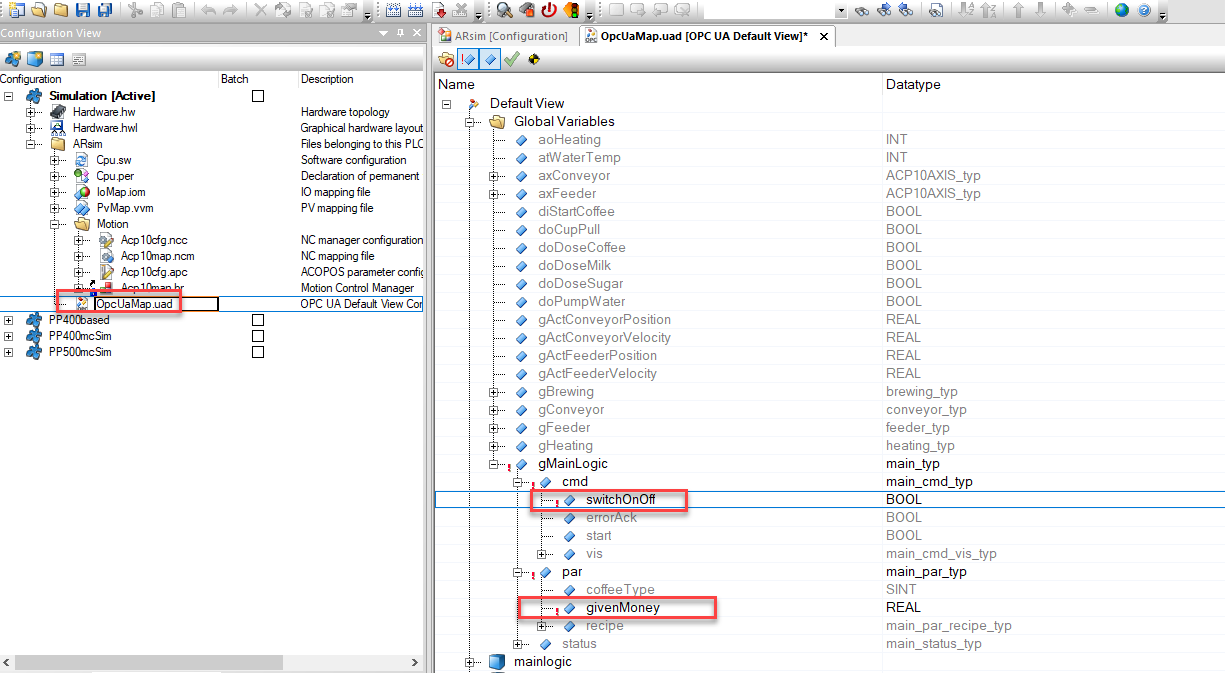 Configuration View
Configuration Batch Description
Simulation [Active]
Hardware.hw Hardware topology
Hardware.hwl Graphical hardware layout
ARsim Files belonging to this PLC
Cpu.sw Software configuration
Cpu.per Declaration of permanent
IoMap.iom IO mapping file
PvMap.vvm PV mapping file
Motion
Acp10cfg.ncc NC manager configuration
Acp10map.ncm NC mapping file
Acp10cfg.apc ACOPOS parameter config
Acp10map.br Motion Control Manager
OpcUaMap.uad OPC UA Default View Cor
PP400based
PP400mcSim
PP500mcSim
ARsim [Configuration] OpcUaMap.uad [OPC UA Default View]*
Name Datatype
Default View
Global Variables
aoHeating INT
atWaterTemp INT
axConveyor ACP10AXIS_typ
axFeeder ACP10AXIS_typ
diStartCoffee BOOL
doCupPull BOOL
doDoseCoffee BOOL
doDoseMilk BOOL
doDoseSugar BOOL
doPumpWater BOOL
gActConveyorPosition REAL
gActConveyorVelocity REAL
gActFeederPosition REAL
gActFeederVelocity REAL
gBrewing brewing_typ
gConveyor conveyor_typ
gFeeder feeder_typ
gHeating heating_typ
gMainLogic main_typ
cmd main_cmd_typ
switchOnOff BOOL
errorAck BOOL
start BOOL
vis main_cmd_vis_typ
par main_par_typ
coffeeType SINT
givenMoney REAL
recipe main_par_recipe_typ
status main_status_typ
mainlogic